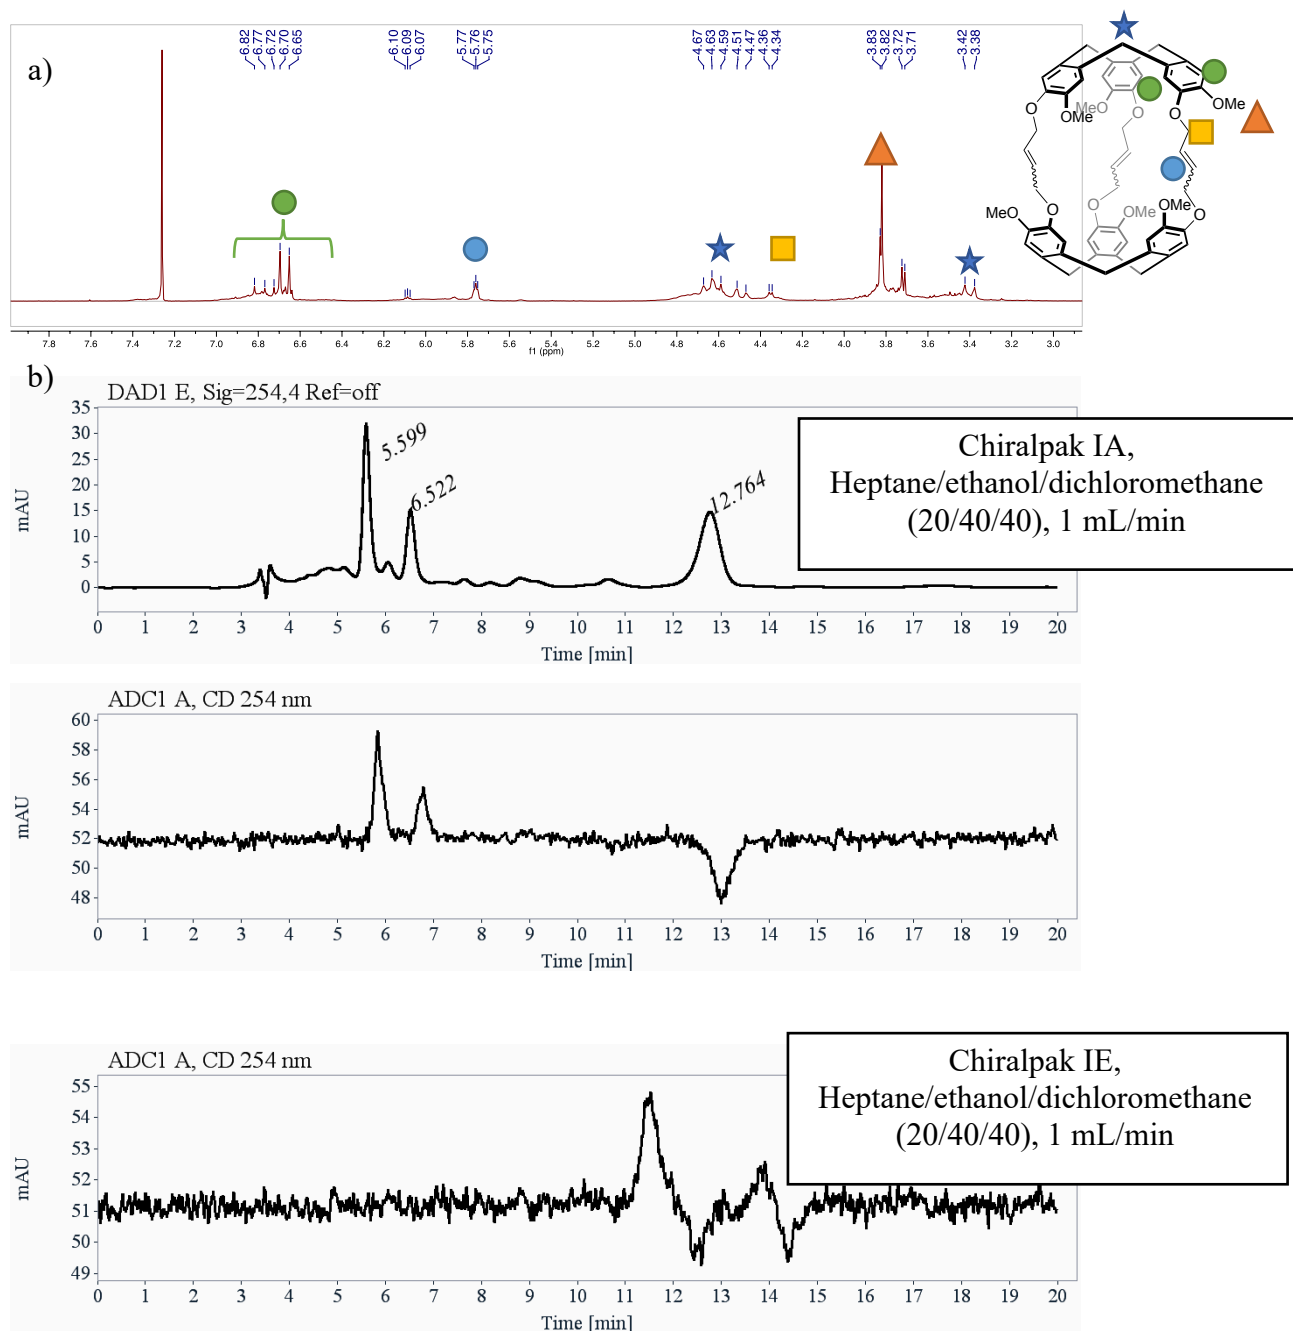 a)
6.82 6.77 6.72 6.70 6.65 6.10 6.09 6.07 5.77 5.76 5.75 4.67 4.63 4.59 4.51 4.47 4.36 4.34 3.83 3.82 3.72 3.71 3.42 3.38
MeO OMe OMe
O O O
O O O
MeO OMe OMe
7.8 7.6 7.4 7.2 7.0 6.8 6.6 6.4 6.2 6.0 5.8 5.6 5.4 5.2 5.0 4.8 4.6 4.4 4.2 4.0 3.8 3.6 3.4 3.2 3.0
f1 (ppm)
b)
DAD1 E, Sig=254,4 Ref=off
mAU
35
30
25
20
15
10
5
0
5.599
6.522
12.764
0 1 2 3 4 5 6 7 8 9 10 11 12 13 14 15 16 17 18 19 20
Time [min]
Chiralpak IA,
Heptane/ethanol/dichloromethane
(20/40/40), 1 mL/min
ADC1 A, CD 254 nm
mAU
60
58
56
54
52
50
48
0 1 2 3 4 5 6 7 8 9 10 11 12 13 14 15 16 17 18 19 20
Time [min]
ADC1 A, CD 254 nm
mAU
55
54
53
52
51
50
49
0 1 2 3 4 5 6 7 8 9 10 11 12 13 14 15 16 17 18 19 20
Time [min]
Chiralpak IE,
Heptane/ethanol/dichloromethane
(20/40/40), 1 mL/min